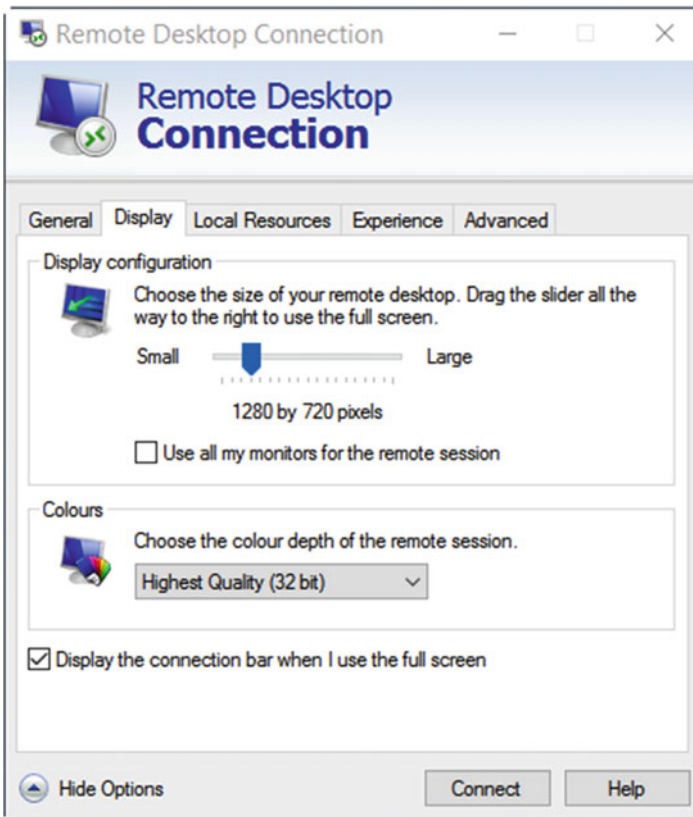 Remote Desktop Connection
Remote Desktop
Connection
General Display Local Resources Experience Advanced
Display configuration
Choose the size of your remote desktop. Drag the slider all the
way to the right to use the full screen.
Small Large
1280 by 720 pixels
Use all my monitors for the remote session
Colours
Choose the colour depth of the remote session.
Highest Quality (32 bit)
Display the connection bar when I use the full screen
Hide Options Connect Help